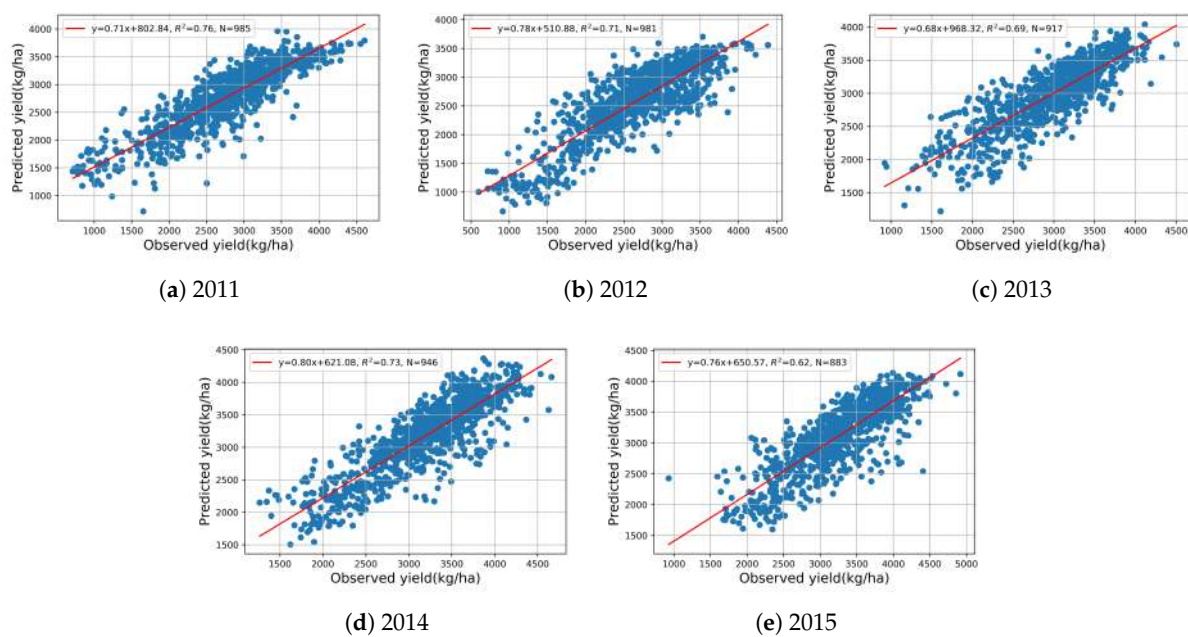 y=0.71x+802.84, R²=0.76, N=985
4000
3500
3000
2500
2000
1500
1000
Predicted yield(kg/ha)
1000 1500 2000 2500 3000 3500 4000 4500
Observed yield(kg/ha)
(a) 2011
y=0.78x+510.88, R²=0.71, N=981
4000
3500
3000
2500
2000
1500
1000
Predicted yield(kg/ha)
500 1000 1500 2000 2500 3000 3500 4000 4500
Observed yield(kg/ha)
(b) 2012
y=0.68x+968.32, R²=0.69, N=917
4000
3500
3000
2500
2000
1500
Predicted yield(kg/ha)
1000 1500 2000 2500 3000 3500 4000 4500
Observed yield(kg/ha)
(c) 2013
y=0.80x+621.08, R²=0.73, N=946
4500
4000
3500
3000
2500
2000
1500
Predicted yield(kg/ha)
1500 2000 2500 3000 3500 4000 4500
Observed yield(kg/ha)
(d) 2014
y=0.76x+650.57, R²=0.62, N=883
4500
4000
3500
3000
2500
2000
1500
Predicted yield(kg/ha)
1000 1500 2000 2500 3000 3500 4000 4500 5000
Observed yield(kg/ha)
(e) 2015